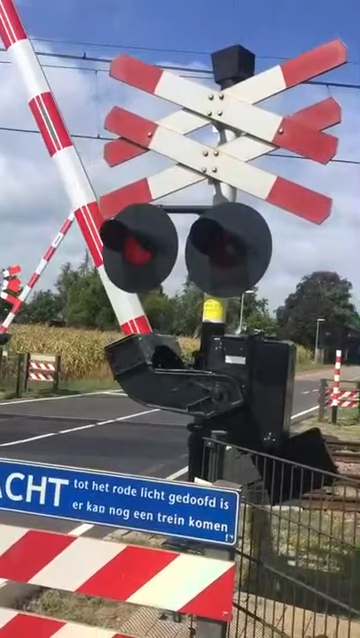 ACHT tot het rode licht gedoofd is
er kan nog een trein komen